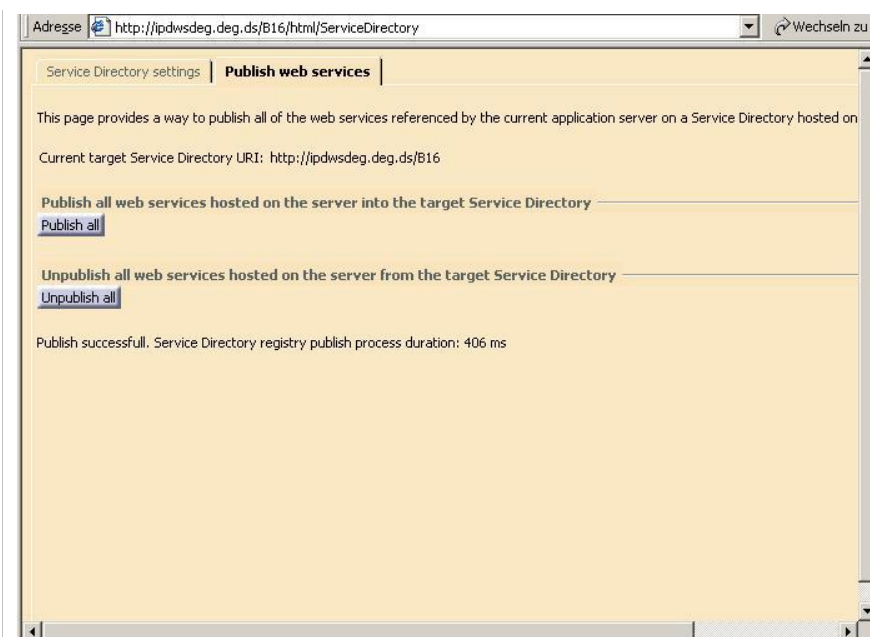 Adresse http://ipdwsdeg.deg.ds/B16/html/ServiceDirectory Wechseln zu
Service Directory settings Publish web services
This page provides a way to publish all of the web services referenced by the current application server on a Service Directory hosted on
Current target Service Directory URI: http://ipdwsdeg.deg.ds/B16
Publish all web services hosted on the server into the target Service Directory
Publish all
Unpublish all web services hosted on the server from the target Service Directory
Unpublish all
Publish successfull. Service Directory registry publish process duration: 406 ms